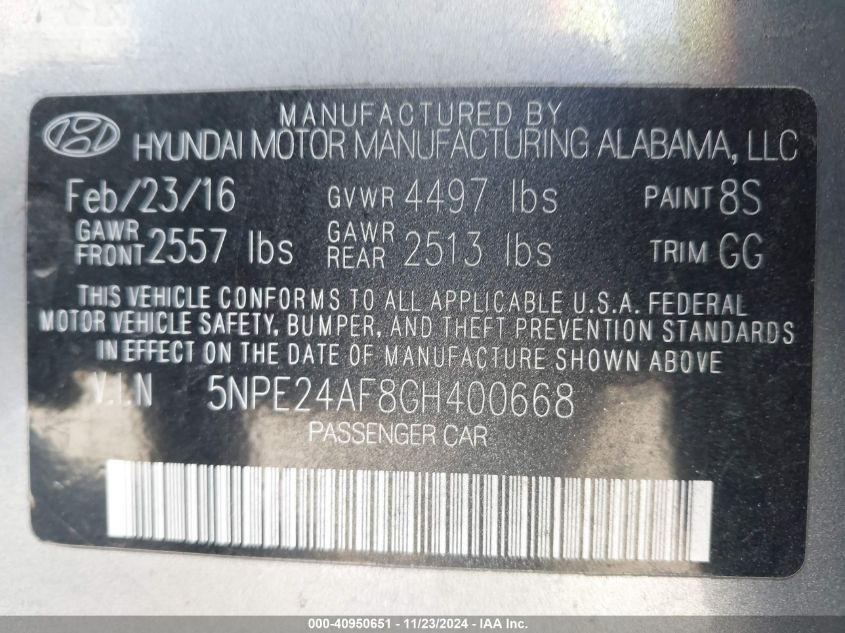 MANUFACTURED BY
HYUNDAI MOTOR MANUFACTURING ALABAMA, LLC
Feb/23/16 GVWR 4497 lbs PAINT 8S
GAWR FRONT 2557 lbs GAWR REAR 2513 lbs TRIM GG
THIS VEHICLE CONFORMS TO ALL APPLICABLE U.S.A. FEDERAL
MOTOR VEHICLE SAFETY, BUMPER, AND THEFT PREVENTION STANDARDS
IN EFFECT ON THE DATE OF MANUFACTURE SHOWN ABOVE.
V.I.N 5NPE24AF8GH400668
PASSENGER CAR
000-40950651 - 11/23/2024 - IAA Inc.